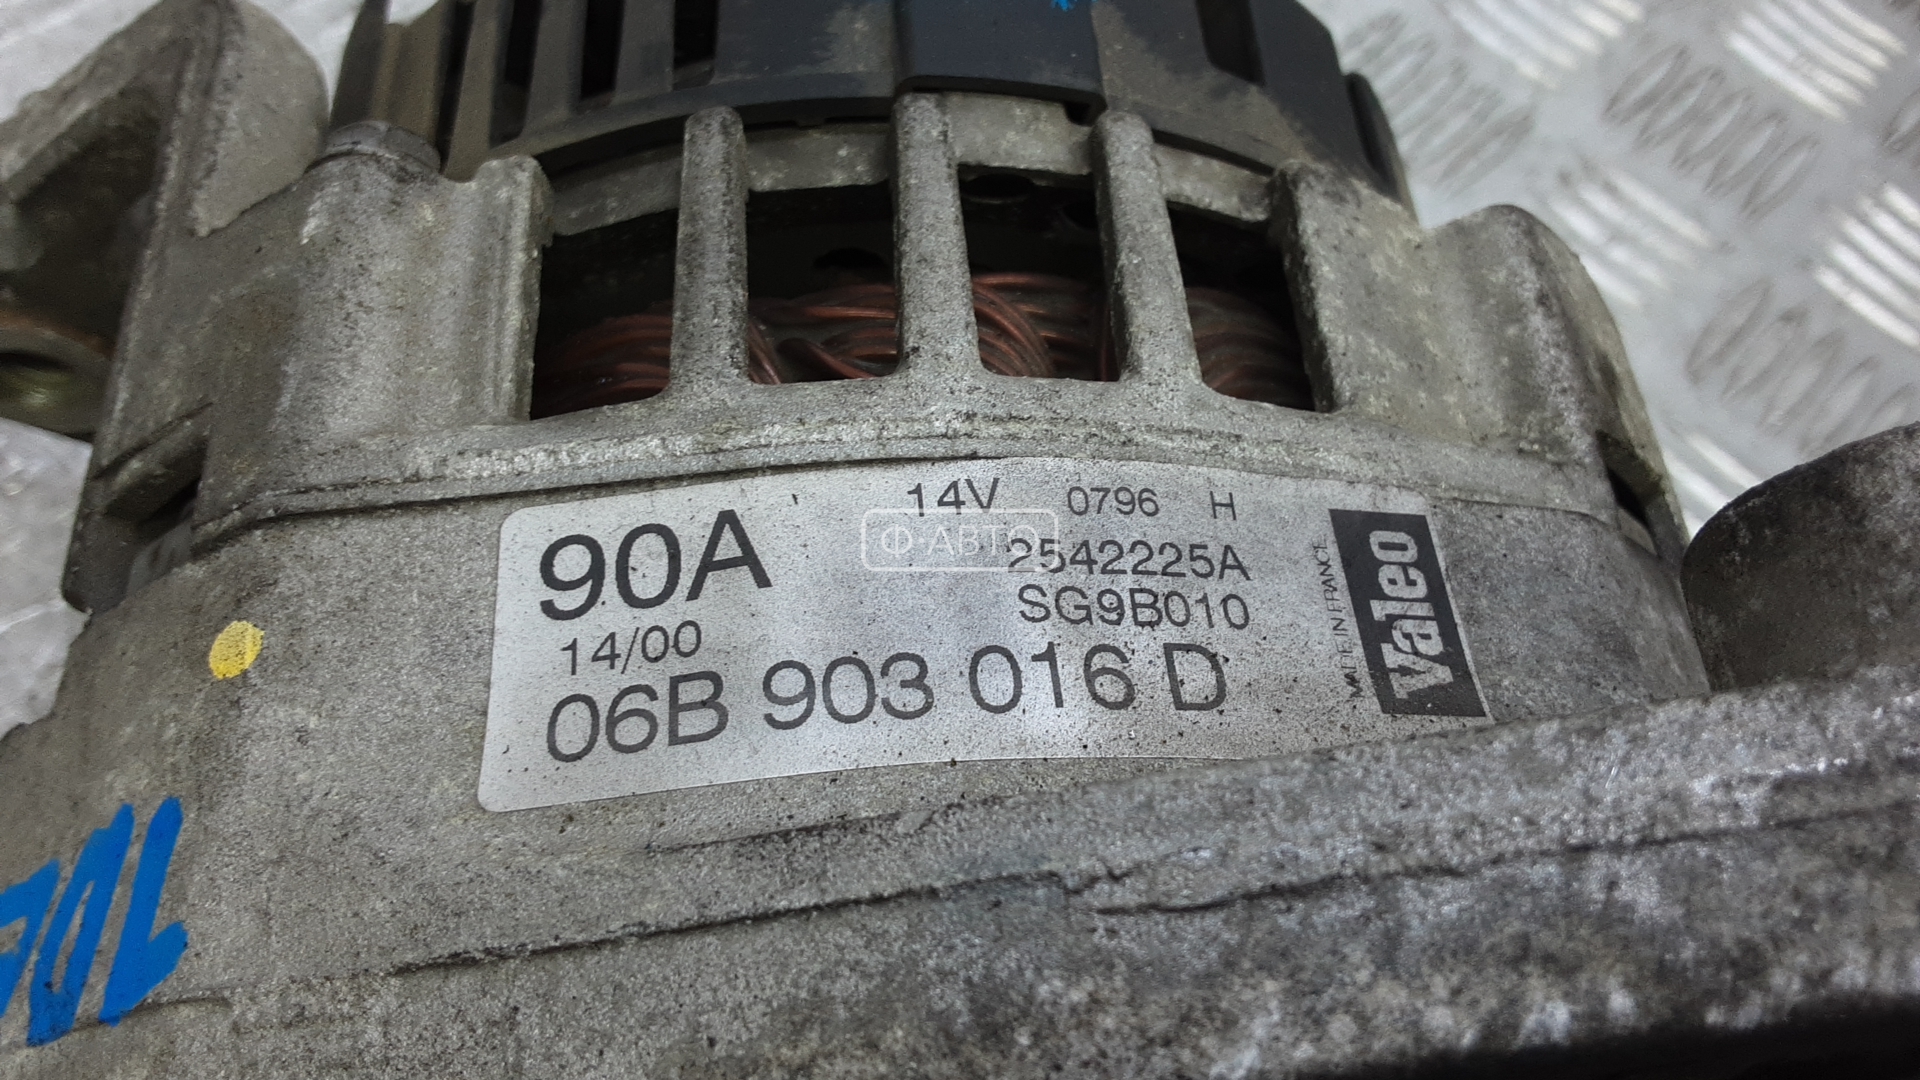 14V 0796 H
90A
Ф·АВТО
2542225A
SG9B010
14/00
06B 903 016 D
MADE IN FRANCE
Valeo